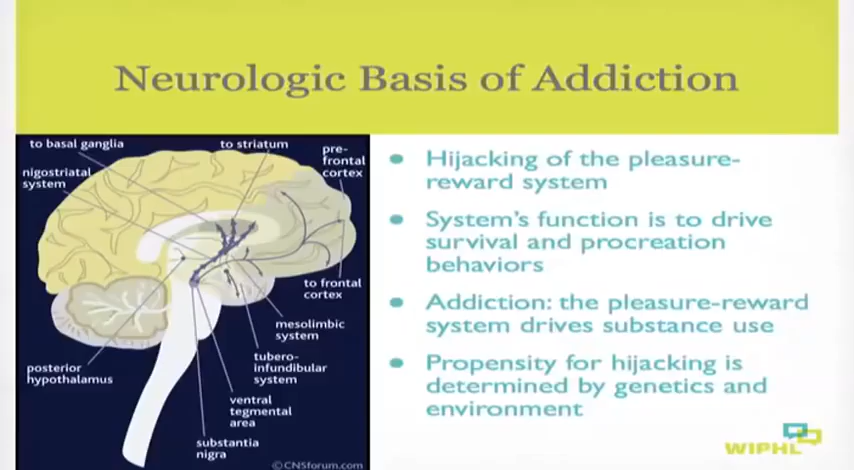 Neurologic Basis of Addiction
to basal ganglia
to striatum
pre-
frontal
cortex
nigostriatal
system
to frontal
cortex
mesolimbic
system
tubero-
infundibular
system
posterior
hypothalamus
ventral
tegmental
area
substantia
nigra
©CNSforum.com
Hijacking of the pleasure-
reward system
System's function is to drive
survival and procreation
behaviors
Addiction: the pleasure-reward
system drives substance use
Propensity for hijacking is
determined by genetics and
environment
WIPHL